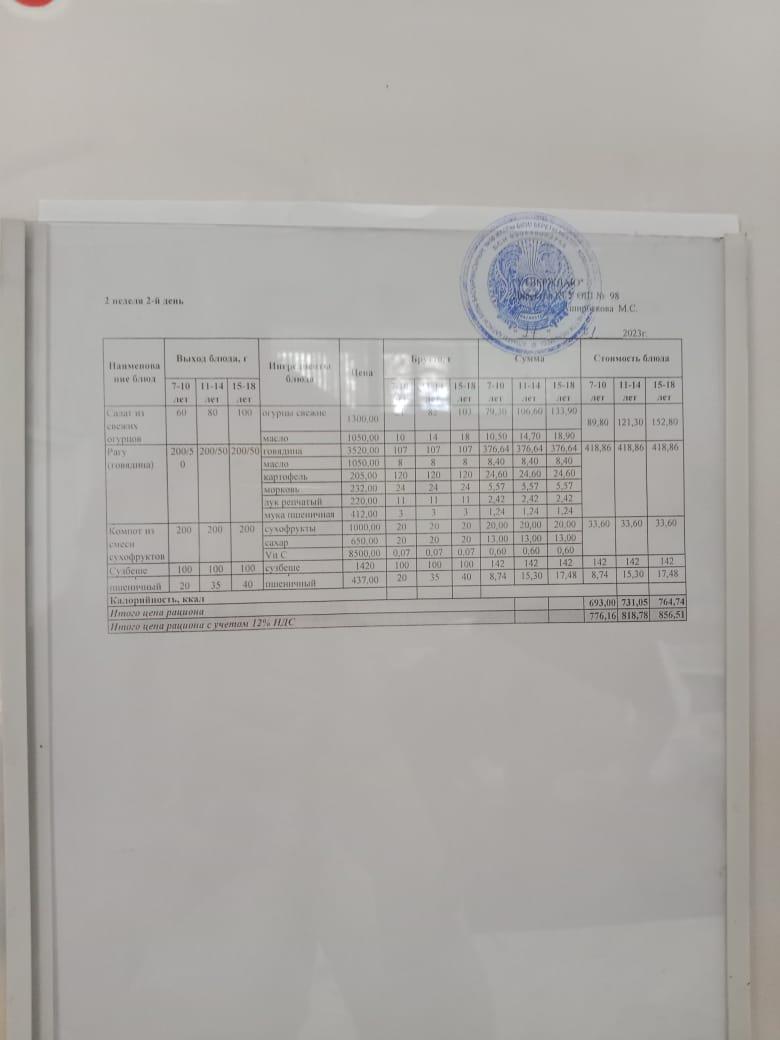 "УТВЕРЖДАЮ"
Директор КГУ ОШ № 98
2 неделя 2-й день
М.С.
2023г.
Наименова ние блюд Выход блюда, г Ингредиенты блюда Цена Брутто, г Сумма Стоимость блюда
7-10 лет 11-14 лет 15-18 лет 7-10 11-14 15-18 лет 7-10 лет 11-14 лет 15-18 лет 7-10 лет 11-14 лет 15-18 лет
Салат из свежих огурцов 60 80 100 огурцы свежие 1300,00 82 103 79,30 106,60 133,90 89,80 121,30 152,80
масло 1050,00 10 14 18 10,50 14,70 18,90
Рагу (говядина) 200/50 200/50 200/50 говядина 3520,00 107 107 107 376,64 376,64 376,64 418,86 418,86 418,86
масло 1050,00 8 8 8 8,40 8,40 8,40
картофель 205,00 120 120 120 24,60 24,60 24,60
морковь 232,00 24 24 24 5,57 5,57 5,57
лук репчатый 220,00 11 11 11 2,42 2,42 2,42
мука пшеничная 412,00 3 3 3 1,24 1,24 1,24
Компот из смеси сухофруктов 200 200 200 сухофрукты 1000,00 20 20 20 20,00 20,00 20,00 33,60 33,60 33,60
сахар 650,00 20 20 20 13,00 13,00 13,00
Vit C 8500,00 0,07 0,07 0,07 0,60 0,60 0,60
Сузбеше 100 100 100 сузбеше 1420 100 100 100 142 142 142 142 142 142
пшеничный 20 35 40 пшеничный 437,00 20 35 40 8,74 15,30 17,48 8,74 15,30 17,48
Калорийность, ккал
Итого цена рациона 693,00 731,05 764,74
Итого цена рациона с учетом 12% НДС 776,16 818,78 856,51